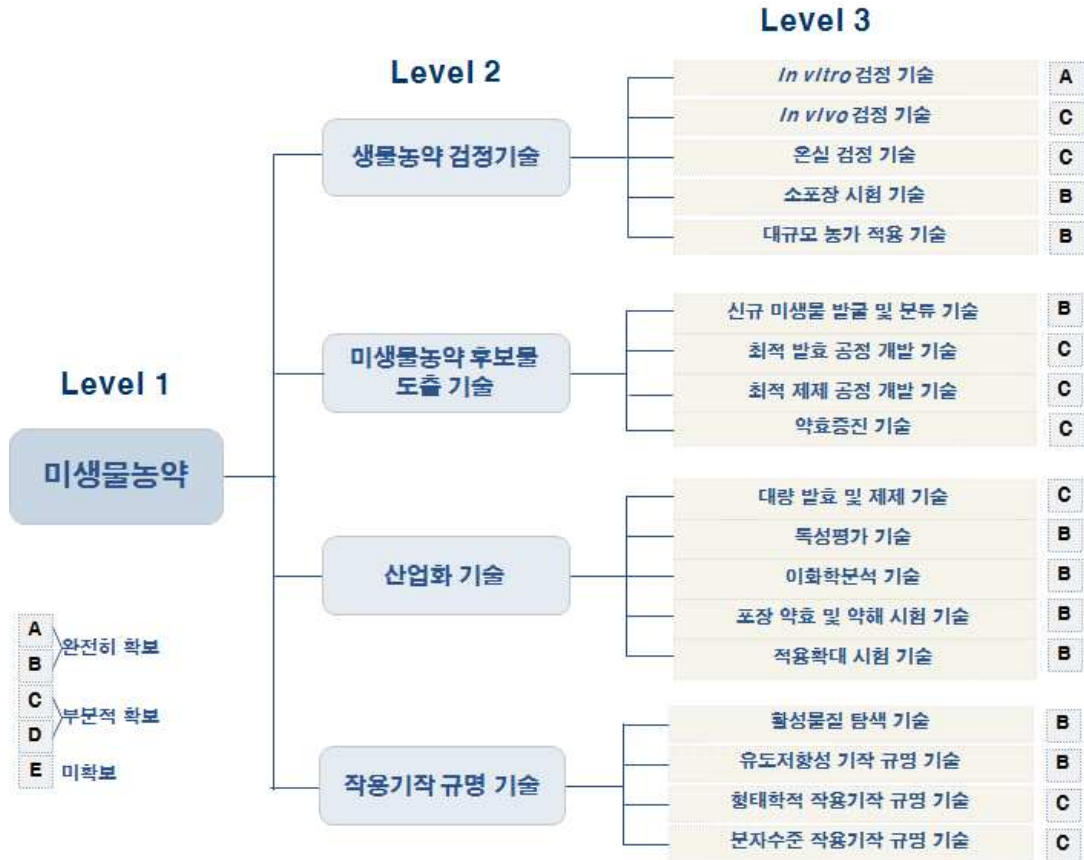 Level 3
Level 2
Level 1
미생물농약
생물농약 검정기술
In vitro 검정 기술 A
In vivo 검정 기술 C
온실 검정 기술 C
소포장 시험 기술 B
대규모 농가 적용 기술 B
미생물농약 후보물
도출 기술
신규 미생물 발굴 및 분류 기술 B
최적 발효 공정 개발 기술 C
최적 제제 공정 개발 기술 C
약효증진 기술 C
산업화 기술
대량 발효 및 제제 기술 C
독성평가 기술 B
이화학분석 기술 B
포장 약효 및 약해 시험 기술 B
적용확대 시험 기술 B
작용기작 규명 기술
활성물질 탐색 기술 B
유도저항성 기작 규명 기술 B
형태학적 작용기작 규명 기술 C
분자수준 작용기작 규명 기술 C
A
B
완전히 확보
C
D
부분적 확보
E 미확보